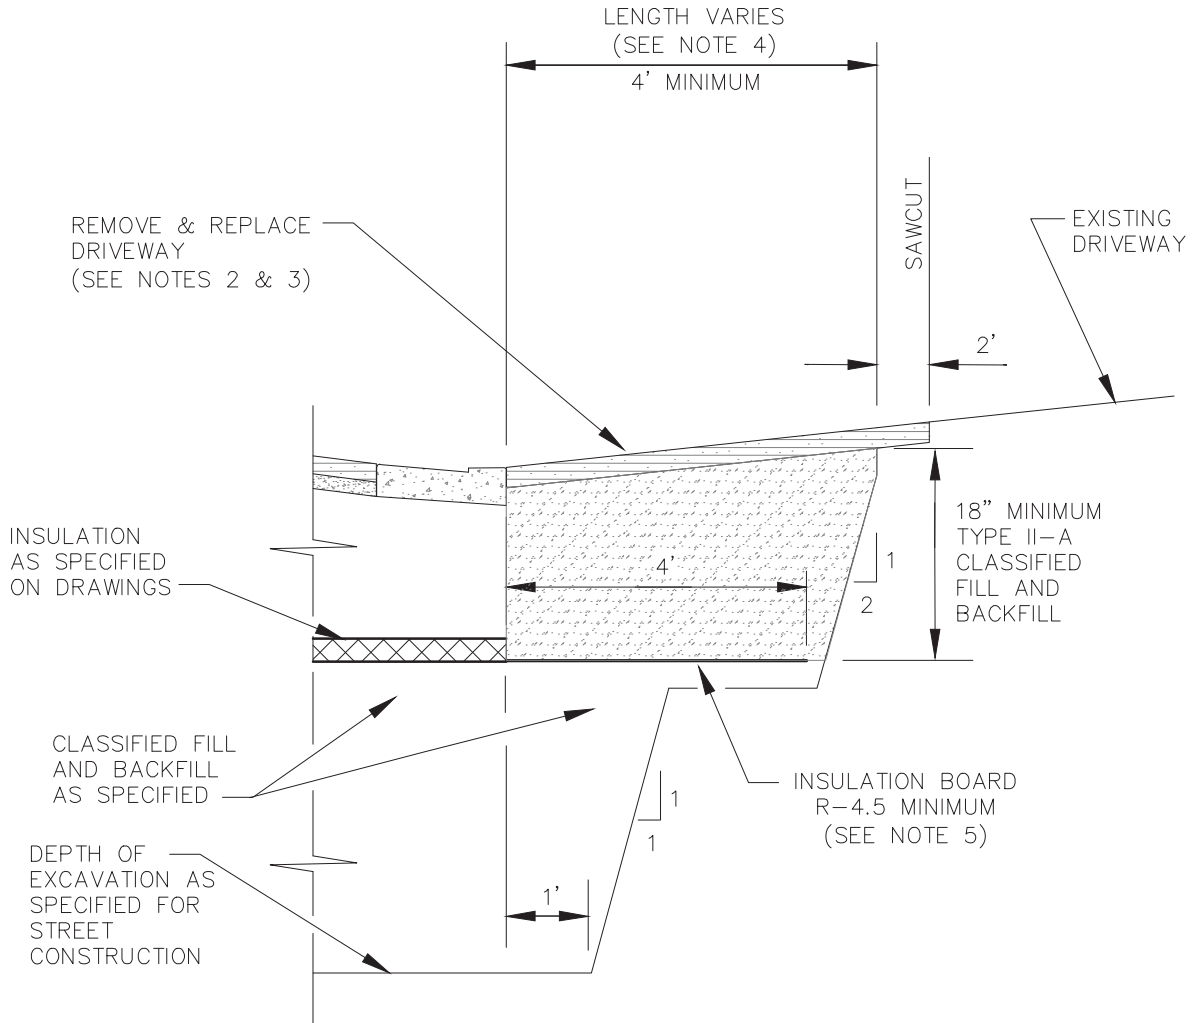 LENGTH VARIES
(SEE NOTE 4)
4' MINIMUM
SAWCUT
EXISTING
DRIVEWAY
REMOVE & REPLACE
DRIVEWAY
(SEE NOTES 2 & 3)
2'
INSULATION
AS SPECIFIED
ON DRAWINGS
4'
1
2
18" MINIMUM
TYPE II-A
CLASSIFIED
FILL AND
BACKFILL
CLASSIFIED FILL
AND BACKFILL
AS SPECIFIED
1
1
INSULATION BOARD
R-4.5 MINIMUM
(SEE NOTE 5)
DEPTH OF
EXCAVATION AS
SPECIFIED FOR
STREET
CONSTRUCTION
1'